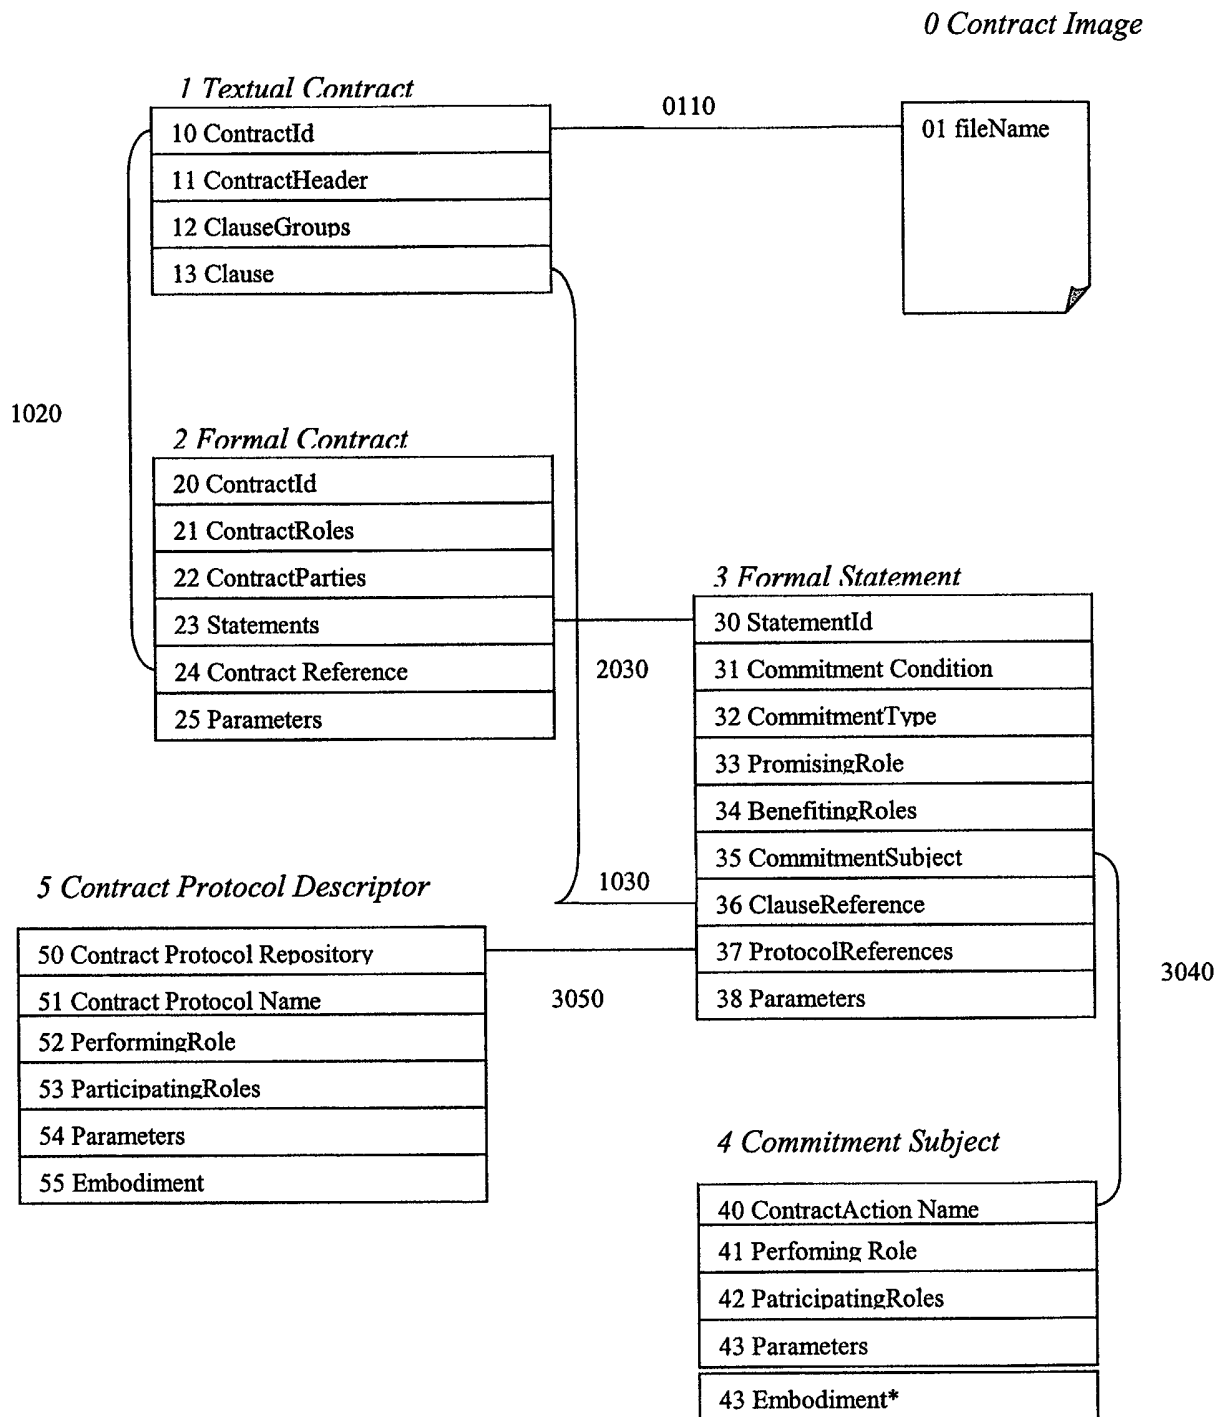 0 Contract Image
1 Textual Contract
10 ContractId
11 ContractHeader
12 ClauseGroups
13 Clause
0110
01 fileName
1020
2 Formal Contract
20 ContractId
21 ContractRoles
22 ContractParties
23 Statements
24 Contract Reference
25 Parameters
2030
3 Formal Statement
30 StatementId
31 Commitment Condition
32 CommitmentType
33 PromisingRole
34 BenefitingRoles
35 CommitmentSubject
36 ClauseReference
37 ProtocolReferences
38 Parameters
1030
3050
3040
5 Contract Protocol Descriptor
50 Contract Protocol Repository
51 Contract Protocol Name
52 PerformingRole
53 ParticipatingRoles
54 Parameters
55 Embodiment
4 Commitment Subject
40 ContractAction Name
41 Perfoming Role
42 PatricipatingRoles
43 Parameters
43 Embodiment*